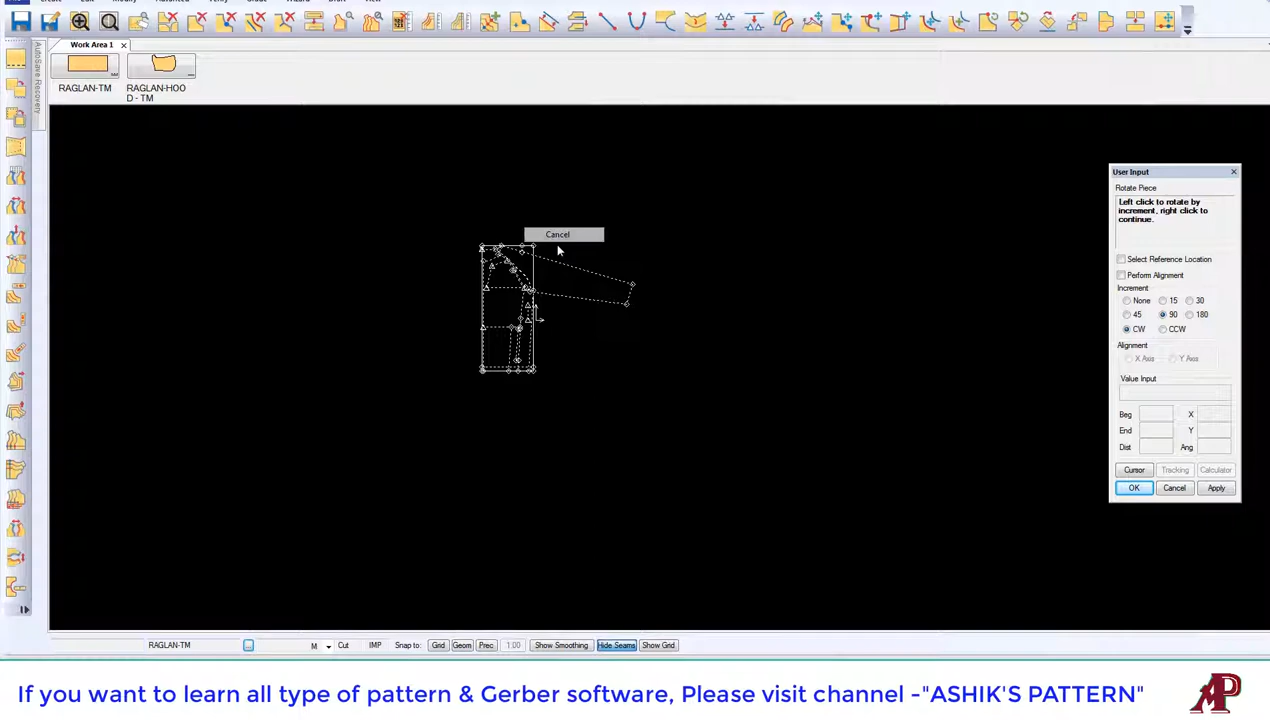 Work Area 1
RAGLAN-TM
RAGLAN-HOO
D - TM
AutoSave Recovery
Cancel
User Input
Rotate Piece
Left click to rotate by
increment, right click to
continue.
Select Reference Location
Perform Alignment
Increment
None 15 30
45 90 180
CW CCW
Alignment
X Axis Y Axis
Value Input
Beg X
End Y
Dist Ang
Cursor Tracking Calculator
OK Cancel Apply
RAGLAN-TM M Cut IMP Snap to: Grid Geom Prec 1.00 Show Smoothing Hide Seams Show Grid
If you want to learn all type of pattern & Gerber software, Please visit channel -"ASHIK'S PATTERN"